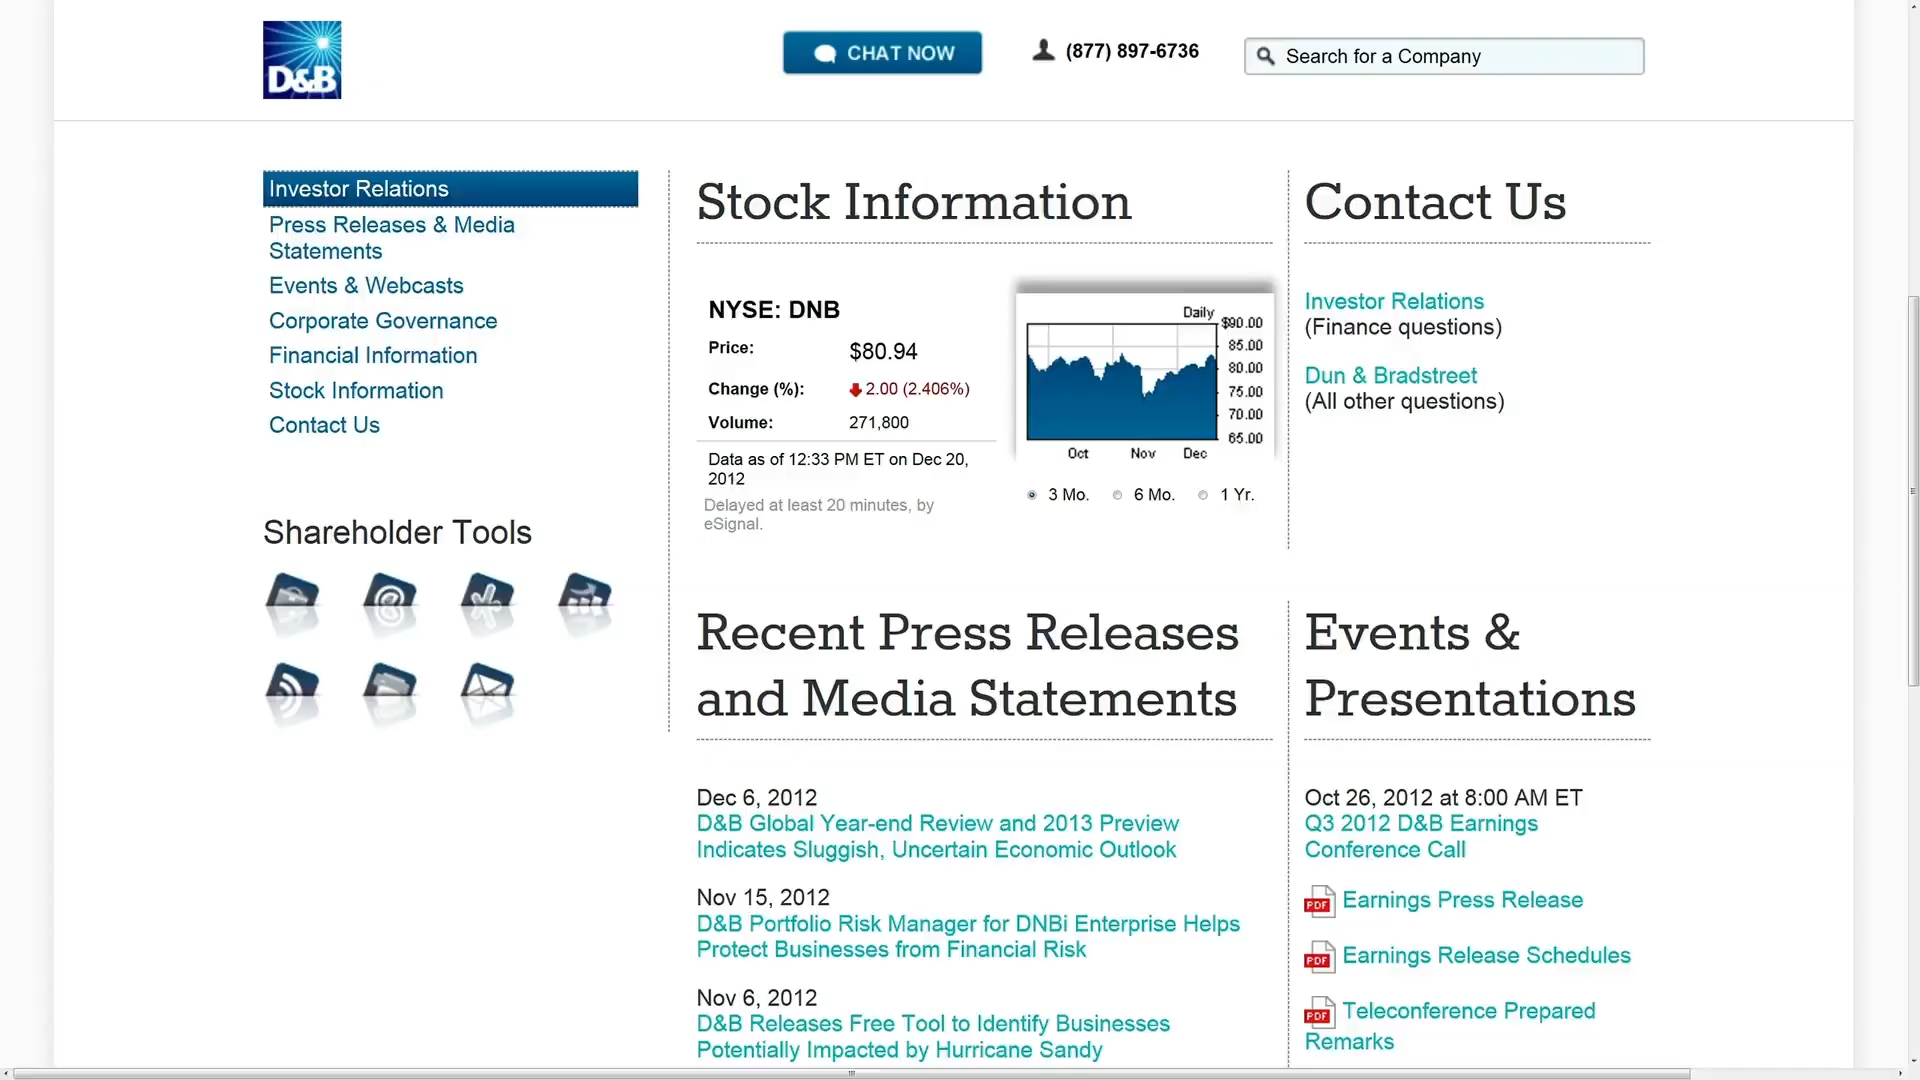 D&B
CHAT NOW
(877) 897-6736
Search for a Company
Investor Relations
Press Releases & Media
Statements
Events & Webcasts
Corporate Governance
Financial Information
Stock Information
Contact Us
Shareholder Tools
Stock Information
NYSE: DNB
Price: $80.94
Change (%): 2.00 (2.406%)
Volume: 271,800
Data as of 12:33 PM ET on Dec 20,
2012
Delayed at least 20 minutes, by
eSignal.
Daily
$90.00
85.00
80.00
75.00
70.00
65.00
Oct Nov Dec
3 Mo. 6 Mo. 1 Yr.
Contact Us
Investor Relations
(Finance questions)
Dun & Bradstreet
(All other questions)
Recent Press Releases
and Media Statements
Dec 6, 2012
D&B Global Year-end Review and 2013 Preview
Indicates Sluggish, Uncertain Economic Outlook
Nov 15, 2012
D&B Portfolio Risk Manager for DNBi Enterprise Helps
Protect Businesses from Financial Risk
Nov 6, 2012
D&B Releases Free Tool to Identify Businesses
Potentially Impacted by Hurricane Sandy
Events &
Presentations
Oct 26, 2012 at 8:00 AM ET
Q3 2012 D&B Earnings
Conference Call
PDF Earnings Press Release
PDF Earnings Release Schedules
PDF Teleconference Prepared
Remarks